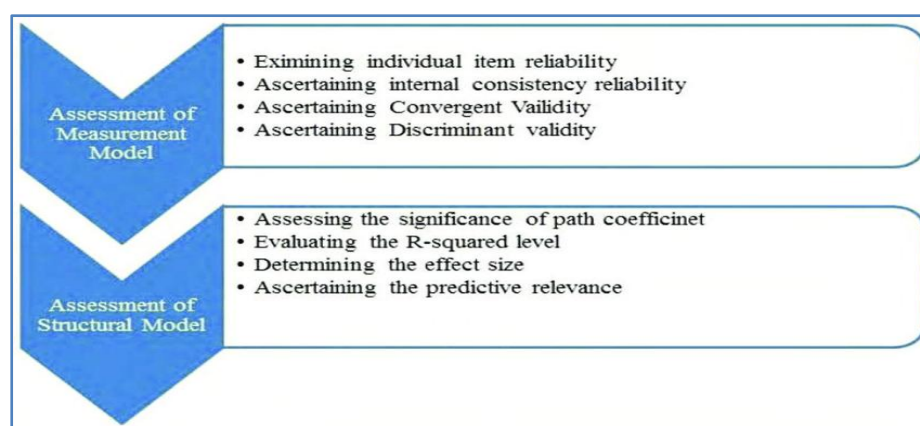 Assessment of
Measurement
Model
• Eximining individual item reliability
• Ascertaining internal consistency reliability
• Ascertaining Convergent Vailidity
• Ascertaining Discriminant validity
Assessment of
Structural Model
• Assessing the significance of path coefficinet
• Evaluating the R-squared level
• Determining the effect size
• Ascertaining the predictive relevance